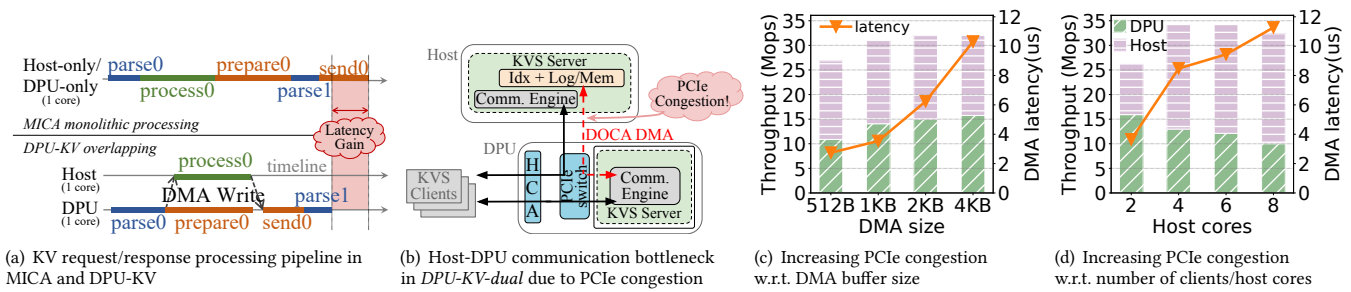 Host-only/
DPU-only
(1 core)
parse0
process0
prepare0
parse1
send0
MICA monolithic processing
DPU-KV overlapping
Latency
Gain
process0
timeline
Host
(1 core)
DMA Write
parse1
DPU
(1 core)
parse0
prepare0
send0
(a) KV request/response processing pipeline in
MICA and DPU-KV
Host
KVS Server
Idx + Log/Mem
Comm. Engine
PCIe
Congestion!
DOCA DMA
DPU
KVS
Clients
H
C
A
PCIe
switch
Comm.
Engine
KVS Server
(b) Host-DPU communication bottleneck
in DPU-KV-dual due to PCIe congestion
Throughput (Mops)
35
30
25
20
15
10
5
0
latency
12
10
8
6
4
2
0
DMA latency(us)
512B 1KB 2KB 4KB
DMA size
(c) Increasing PCIe congestion
w.r.t. DMA buffer size
Throughput (Mops)
35
30
25
20
15
10
5
0
DPU
Host
12
10
8
6
4
2
0
DMA latency(us)
2 4 6 8
Host cores
(d) Increasing PCIe congestion
w.r.t. number of clients/host cores